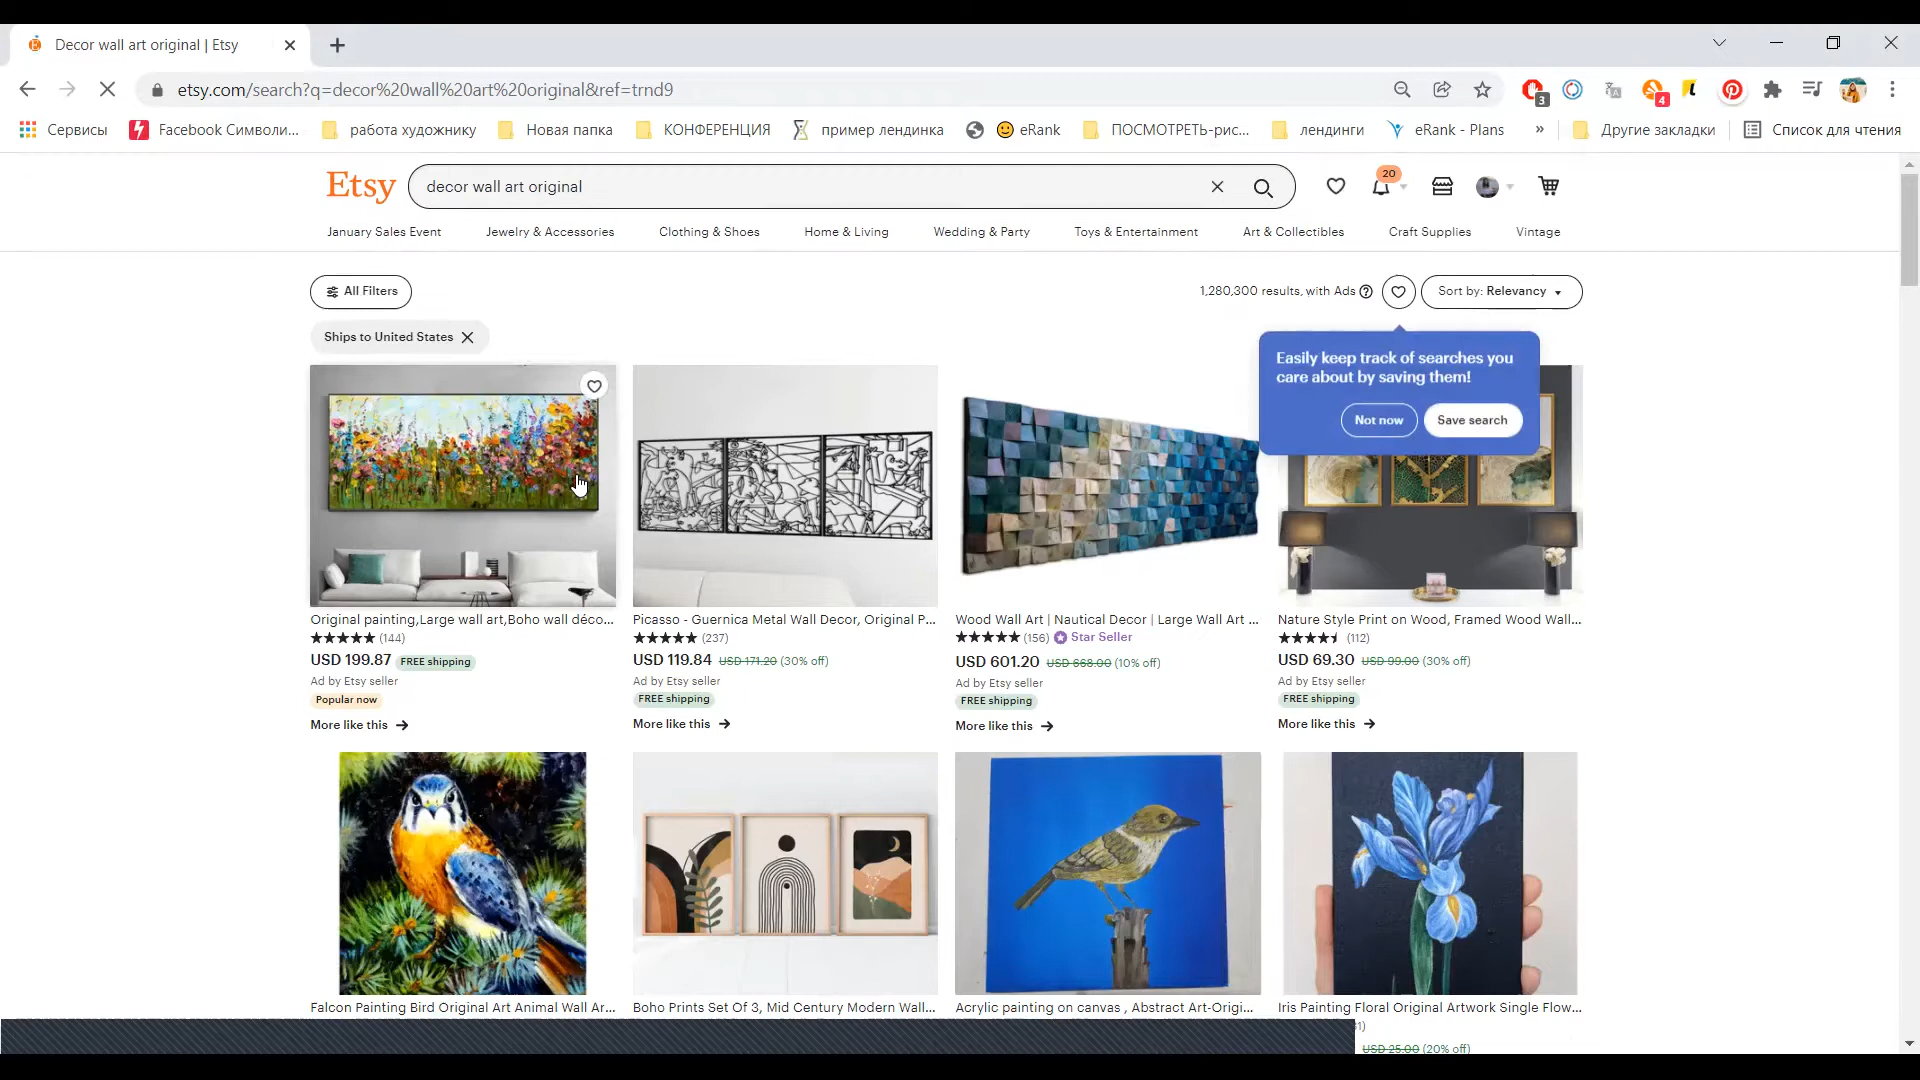 Decor wall art original | Etsy
etsy.com/search?q=decor%20wall%20art%20original&ref=trnd9
3
4
Сервисы
Facebook Символи...
работа художнику
Новая папка
КОНФЕРЕНЦИЯ
пример лендинка
eRank
ПОСМОТРЕТЬ-рис...
лендинги
eRank - Plans
»
Другие закладки
Список для чтения
Etsy
decor wall art original
20
January Sales Event
Jewelry & Accessories
Clothing & Shoes
Home & Living
Wedding & Party
Toys & Entertainment
Art & Collectibles
Craft Supplies
Vintage
All Filters
1,280,300 results, with Ads
Sort by: Relevancy
Ships to United States
Easily keep track of searches you
care about by saving them!
Not now
Save search
Original painting,Large wall art,Boho wall déco...
(144)
USD 199.87 FREE shipping
Ad by Etsy seller
Popular now
More like this
Picasso - Guernica Metal Wall Decor, Original P...
(237)
USD 119.84 USD 171.20 (30% off)
Ad by Etsy seller
FREE shipping
More like this
Wood Wall Art | Nautical Decor | Large Wall Art ...
(156) Star Seller
USD 601.20 USD 668.00 (10% off)
Ad by Etsy seller
FREE shipping
More like this
Nature Style Print on Wood, Framed Wood Wall...
(112)
USD 69.30 USD 99.00 (30% off)
Ad by Etsy seller
FREE shipping
More like this
Falcon Painting Bird Original Art Animal Wall Ar...
Boho Prints Set Of 3, Mid Century Modern Wall...
Acrylic painting on canvas , Abstract Art-Origi...
Iris Painting Floral Original Artwork Single Flow...
USD 25.00 (20% off)